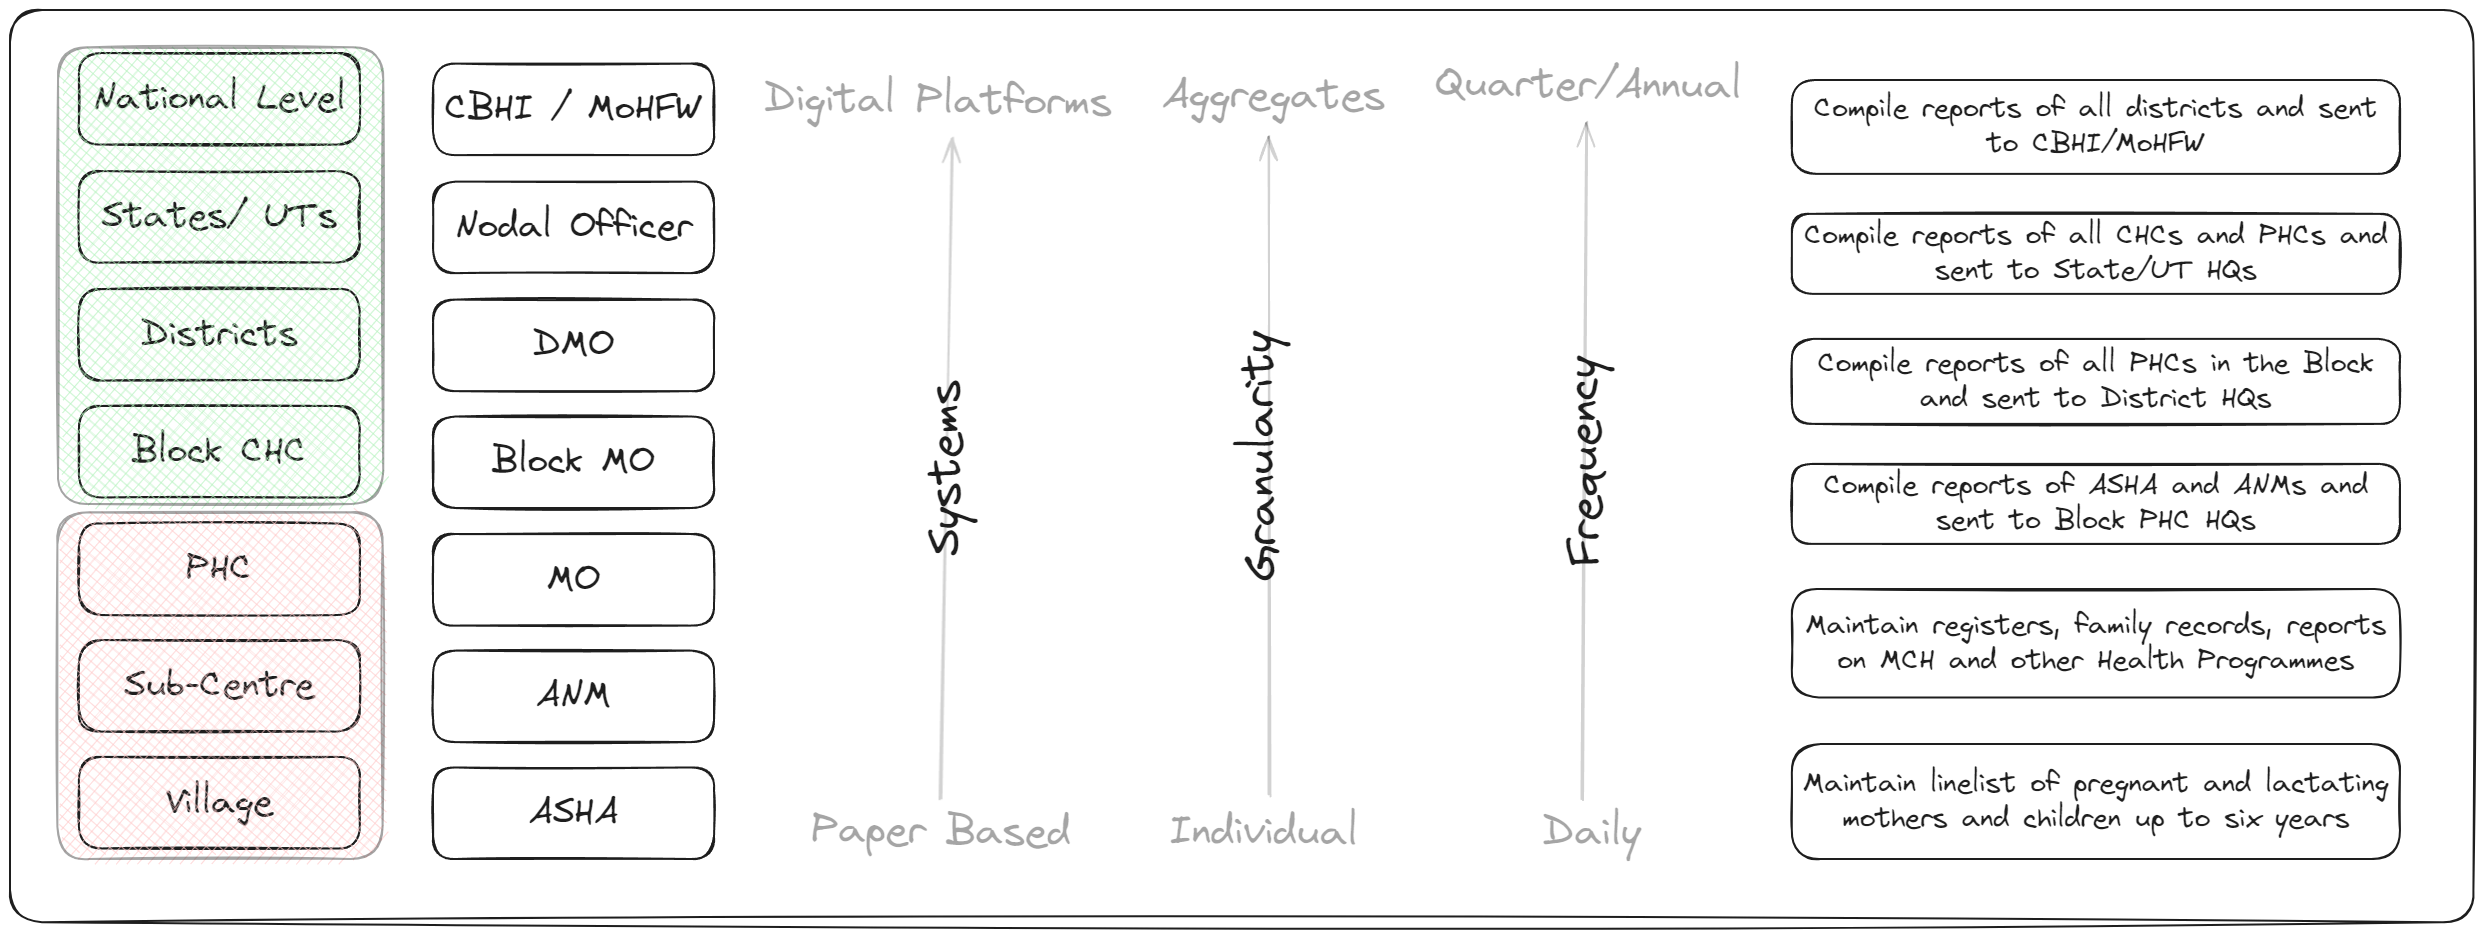 National Level
States/ UTs
Districts
Block CHC
PHC
Sub-Centre
Village
CBHI / MoHFW
Nodal Officer
DMO
Block MO
MO
ANM
ASHA
Digital Platforms
Systems
Paper Based
Aggregates
Granularity
Individual
Quarter/Annual
Frequency
Daily
Compile reports of all districts and sent
to CBHI/MoHFW
Compile reports of all CHCs and PHCs and
sent to State/UT HQs
Compile reports of all PHCs in the Block
and sent to District HQs
Compile reports of ASHA and ANMs and
sent to Block PHC HQs
Maintain registers, family records, reports
on MCH and other Health Programmes
Maintain linelist of pregnant and lactating
mothers and children up to six years